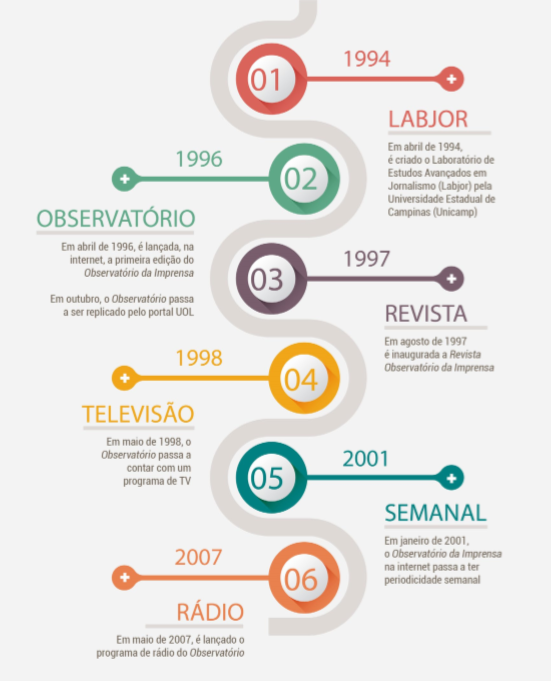 1994
01
LABJOR
Em abril de 1994,
é criado o Laboratório de
Estudos Avançados em
Jornalismo (Labjor) pela
Universidade Estadual de
Campinas (Unicamp)
1996
02
OBSERVATÓRIO
Em abril de 1996, é lançada, na
internet, a primeira edição do
Observatório da Imprensa
Em outubro, o Observatório passa
a ser replicado pelo portal UOL
1997
03
REVISTA
Em agosto de 1997
é inaugurada a Revista
Observatório da Imprensa
1998
04
TELEVISÃO
Em maio de 1998, o
Observatório passa a
contar com um
programa de TV
2001
05
SEMANAL
Em janeiro de 2001,
o Observatório da Imprensa
na internet passa a ter
periodicidade semanal
2007
06
RÁDIO
Em maio de 2007, é lançado o
programa de rádio do Observatório